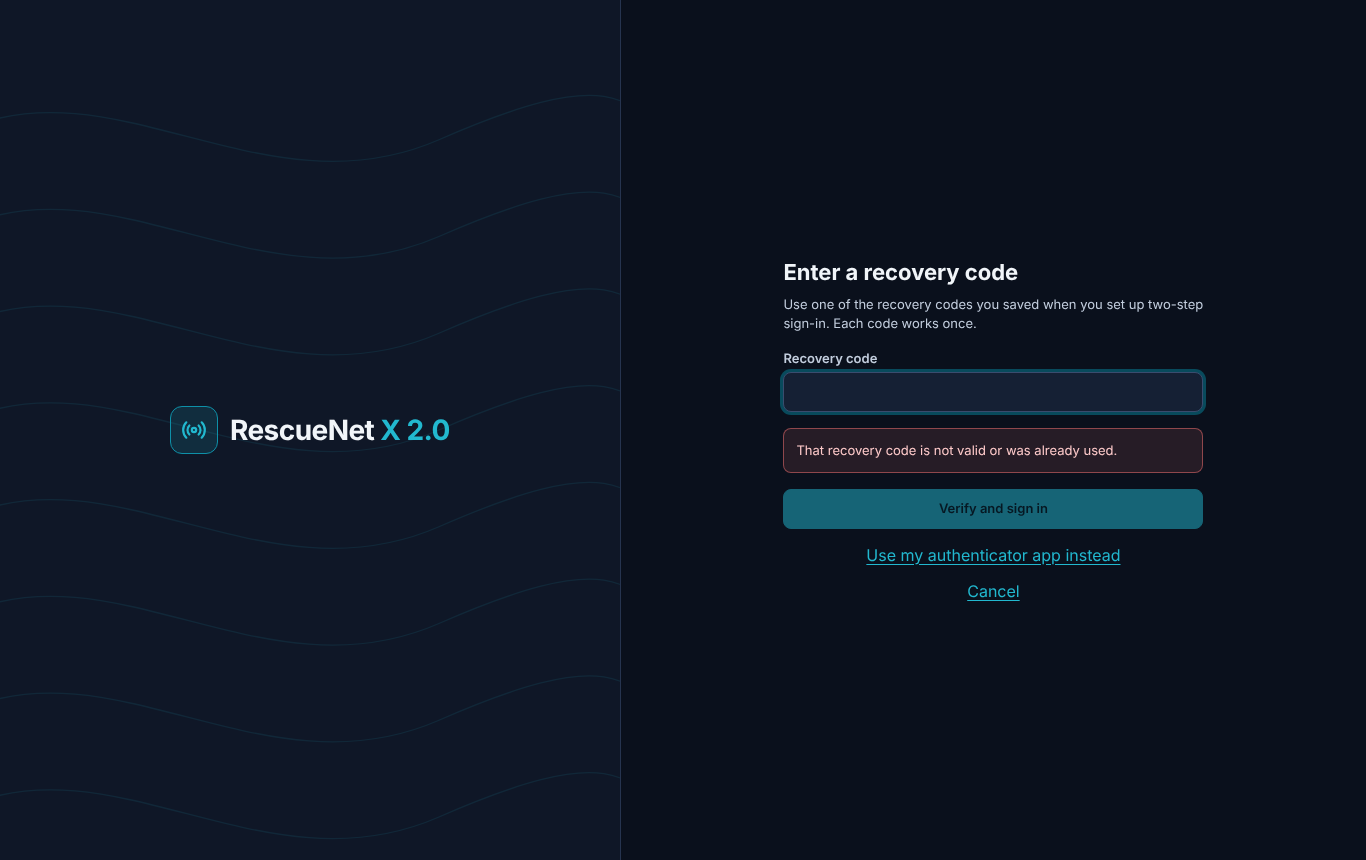 RescueNet X 2.0
Enter a recovery code
Use one of the recovery codes you saved when you set up two-step
sign-in. Each code works once.
Recovery code
That recovery code is not valid or was already used.
Verify and sign in
Use my authenticator app instead
Cancel